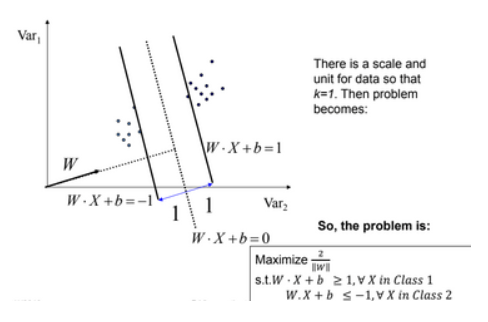 Var₁
There is a scale and
unit for data so that
k=1. Then problem
becomes:
W
W · X + b = 1
W · X + b = −1
1
1
Var₂
W · X + b = 0
So, the problem is:
Maximize 2/‖W‖
s.t.W · X + b ≥ 1, ∀ X in Class 1
W.X + b ≤ −1, ∀ X in Class 2